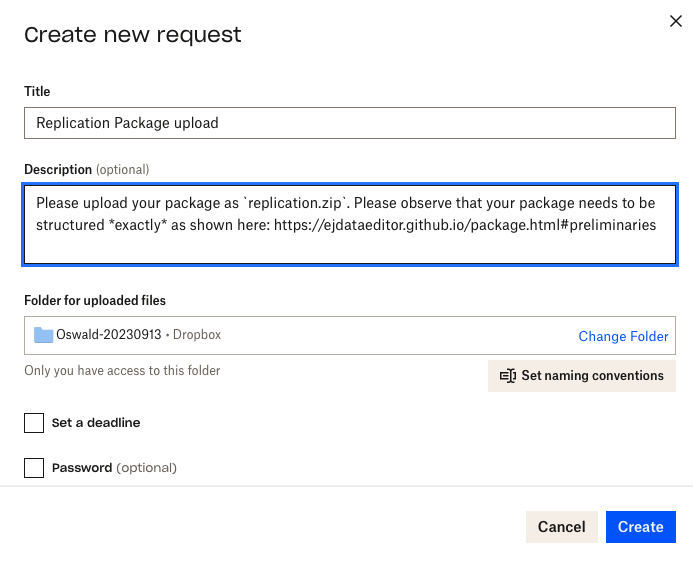 Create new request
Title
Replication Package upload
Description (optional)
Please upload your package as `replication.zip`. Please observe that your package needs to be
structured *exactly* as shown here: https://ejdataeditor.github.io/package.html#preliminaries
Folder for uploaded files
Oswald-20230913 • Dropbox
Change Folder
Only you have access to this folder
Set naming conventions
Set a deadline
Password (optional)
Cancel
Create